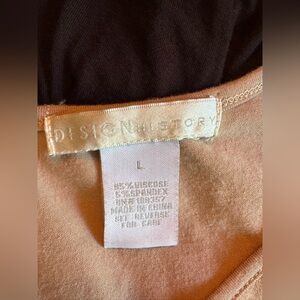 DESIGN HISTORY
L
95% VISCOSE
5% SPANDEX
RN# 108357
MADE IN CHINA
SEE REVERSE
FOR CARE